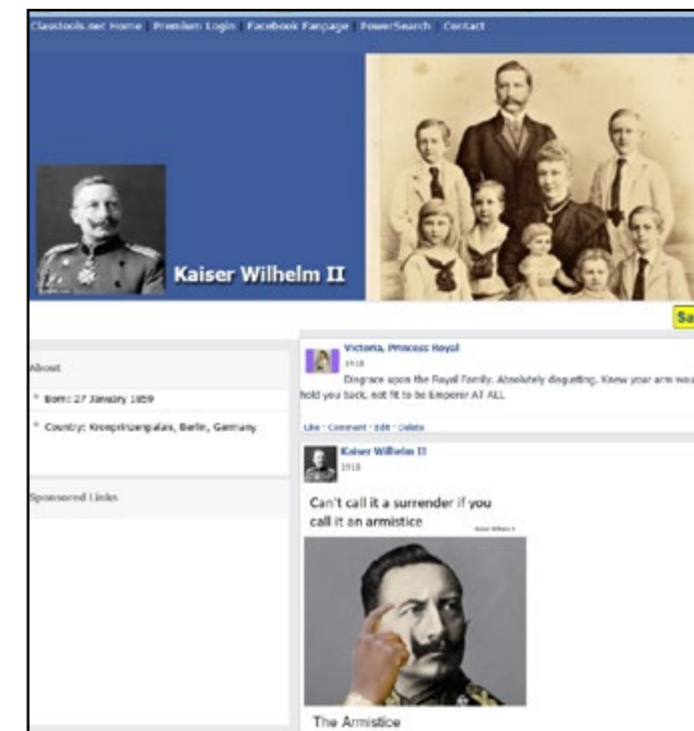 Classtools.net Home | Premium Login | Facebook Fanpage | PowerSearch | Contact
Kaiser Wilhelm II
Sa
About
Born: 27 January 1859
Country: Kronprinzenpalais, Berlin, Germany
Sponsored Links
Victoria, Princess Royal
1918
Disgrace upon the Royal Family. Absolutely disgusting. Knew your arm wou
hold you back, not fit to be Emperor AT ALL
Like · Comment · Edit · Delete
Kaiser Wilhelm II
1918
Can't call it a surrender if you
call it an armistice
The Armistice